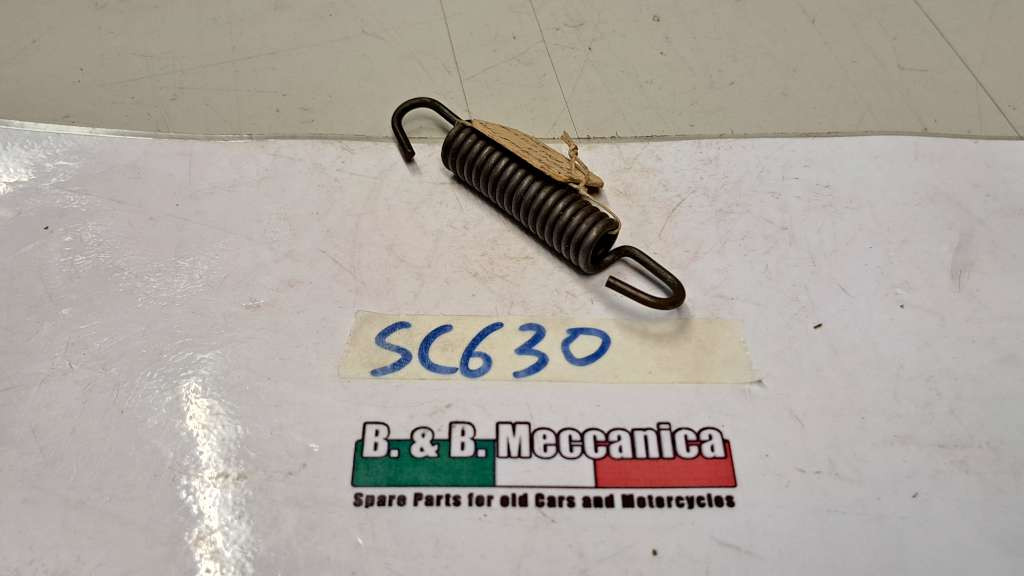 SC630
B. & B. Meccanica
Spare Parts for old Cars and Motorcycles